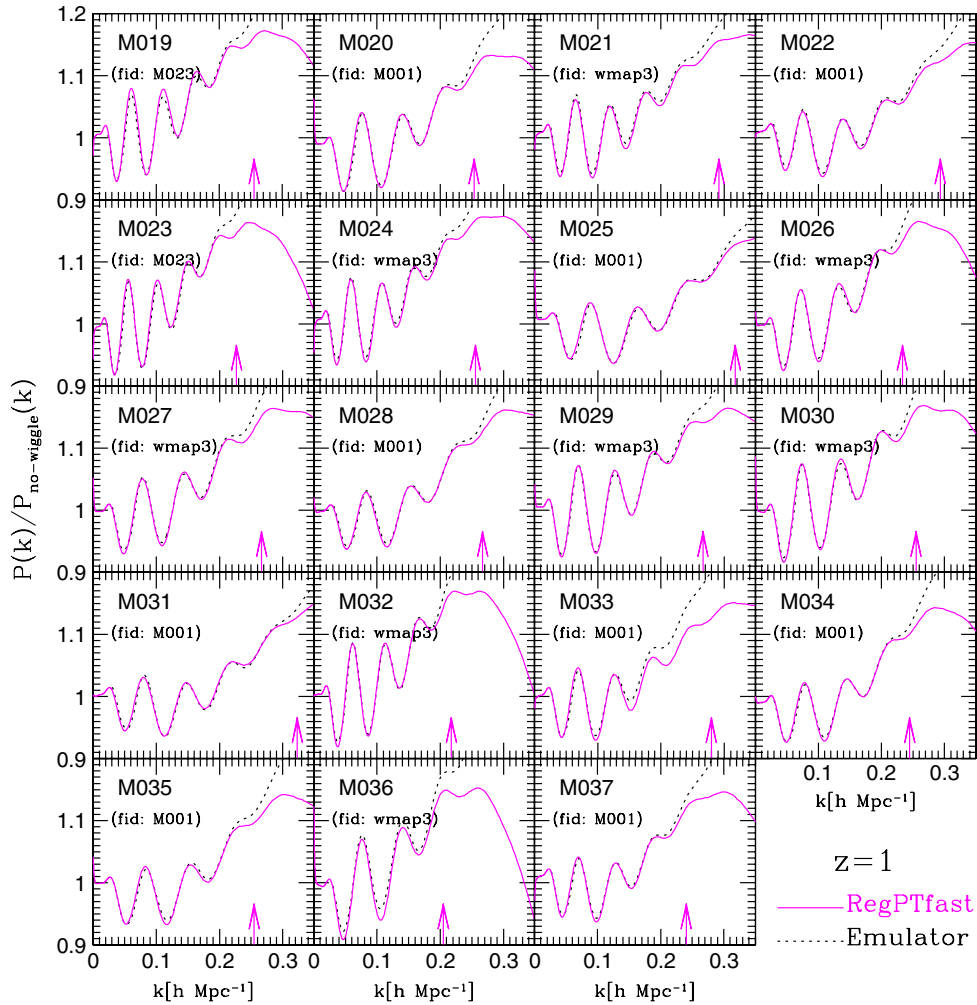 1.2
M019
M020
M021
M022
(fid: M023)
(fid: M001)
(fid: wmap3)
(fid: M001)
1.1
1
0.9
M023
M024
M025
M026
(fid: M023)
(fid: wmap3)
(fid: M001)
(fid: wmap3)
1.1
1
0.9
M027
M028
M029
M030
(fid: wmap3)
(fid: M001)
(fid: wmap3)
(fid: wmap3)
1.1
1
0.9
P(k)/P_no-wiggle(k)
M031
M032
M033
M034
(fid: M001)
(fid: wmap3)
(fid: M001)
(fid: M001)
1.1
1
0.9
0.1 0.2 0.3
k[h Mpc⁻¹]
M035
M036
M037
(fid: M001)
(fid: wmap3)
(fid: M001)
1.1
1
0.9
0 0.1 0.2 0.3 0 0.1 0.2 0.3 0 0.1 0.2 0.3
k[h Mpc⁻¹] k[h Mpc⁻¹] k[h Mpc⁻¹]
z=1
RegPTfast
Emulator